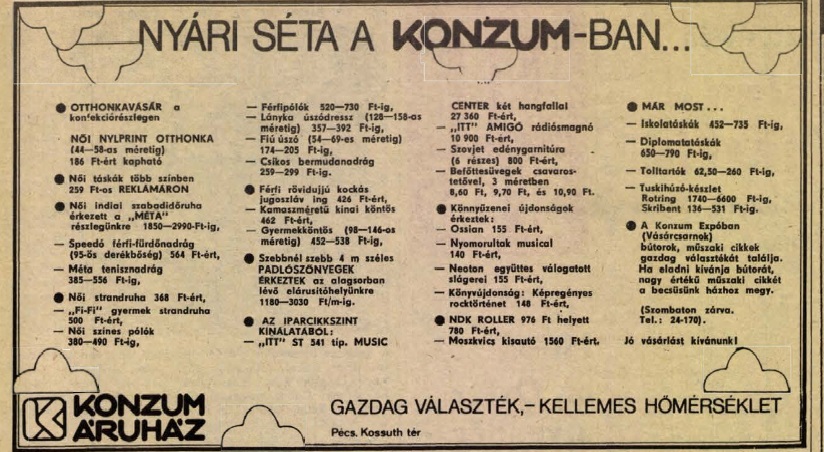 NYÁRI SÉTA A KONZUM-BAN...
● OTTHONKAVÁSÁR a
konfekciórészlegen
NŐI NYLPRINT OTTHONKA
(44—58-as méretig)
186 Ft-ért kapható
● Női táskák több színben
259 Ft-os REKLÁMÁRON
● Női indiai szabadidőruha
érkezett a „MÉTA”
részlegünkre 1850—2990-Ft-ig,
— Speedó férfi-fürdőnadrág
(95-ös derékbőség) 564 Ft-ért,
— Méta tenisznadrág
385—556 Ft-ig,
● Női strandruha 368 Ft-ért,
— „Fi-Fi” gyermek strandruha
500 Ft-ért,
— Női színes pólók
380—490 Ft-ig,
— Férfipólók 520—730 Ft-ig,
— Lányka úszódressz (128—158-as
méretig) 357—392 Ft-ig,
— Fiú úszó (54—69-es méretig)
174—205 Ft-ig,
— Csíkos bermudanadrág
259—299 Ft-ig.
● Férfi rövidujjú kockás
jugoszláv ing 426 Ft-ért,
— Kamaszméretű kínai köntös
462 Ft-ért,
— Gyermekköntös (98—146-os
méretig) 452—538 Ft-ig,
● Szebbnél szebb 4 m széles
PADLÓSZŐNYEGEK
ÉRKEZTEK az alagsorban
lévő elárusítóhelyünkre
1180—3030 Ft/m-ig.
● AZ IPARCIKKSZINT
KÍNÁLATÁBÓL:
— „ITT” ST 541 tip. MUSIC
CENTER két hangfallal
27 360 Ft-ért,
— „ITT” AMIGÓ rádiósmagnó
10 900 Ft-ért,
— Szovjet edénygarnitúra
(6 részes) 800 Ft-ért,
— Befőttesüvegek csavaros-
tetővel, 3 méretben
8,60 Ft, 9,70 Ft, és 10,90 Ft.
● Könnyűzenei újdonságok
érkeztek:
— Ossian 155 Ft-ért,
— Nyomorultak musical
140 Ft-ért,
— Neoton együttes válogatott
slágerei 155 Ft-ért,
— Könyvújdonság: Képregényes
rocktörténet 148 Ft-ért,
● NDK ROLLER 976 Ft helyett
780 Ft-ért,
— Moszkvics kisautó 1560 Ft-ért.
● MÁR MOST...
— Iskolatáskák 452—735 Ft-ig,
— Diplomatatáskák
650—790 Ft-ig,
— Tolltartók 62,50—260 Ft-ig,
— Tuskihúzó-készlet
Rotring 1740—6600 Ft-ig,
Skribent 136—531 Ft-ig.
● A Konzum Expóban
(Vásárcsarnok)
bútorok, műszaki cikkek
gazdag választékát találja.
Ha eladni kívánja bútorát,
nagy értékű műszaki cikkét
a becsüsünk házhoz megy.
(Szombaton zárva.
Tel.: 24-170).
Jó vásárlást kívánunk!
KONZUM
ÁRUHÁZ
GAZDAG VÁLASZTÉK,- KELLEMES HŐMÉRSÉKLET
Pécs, Kossuth tér